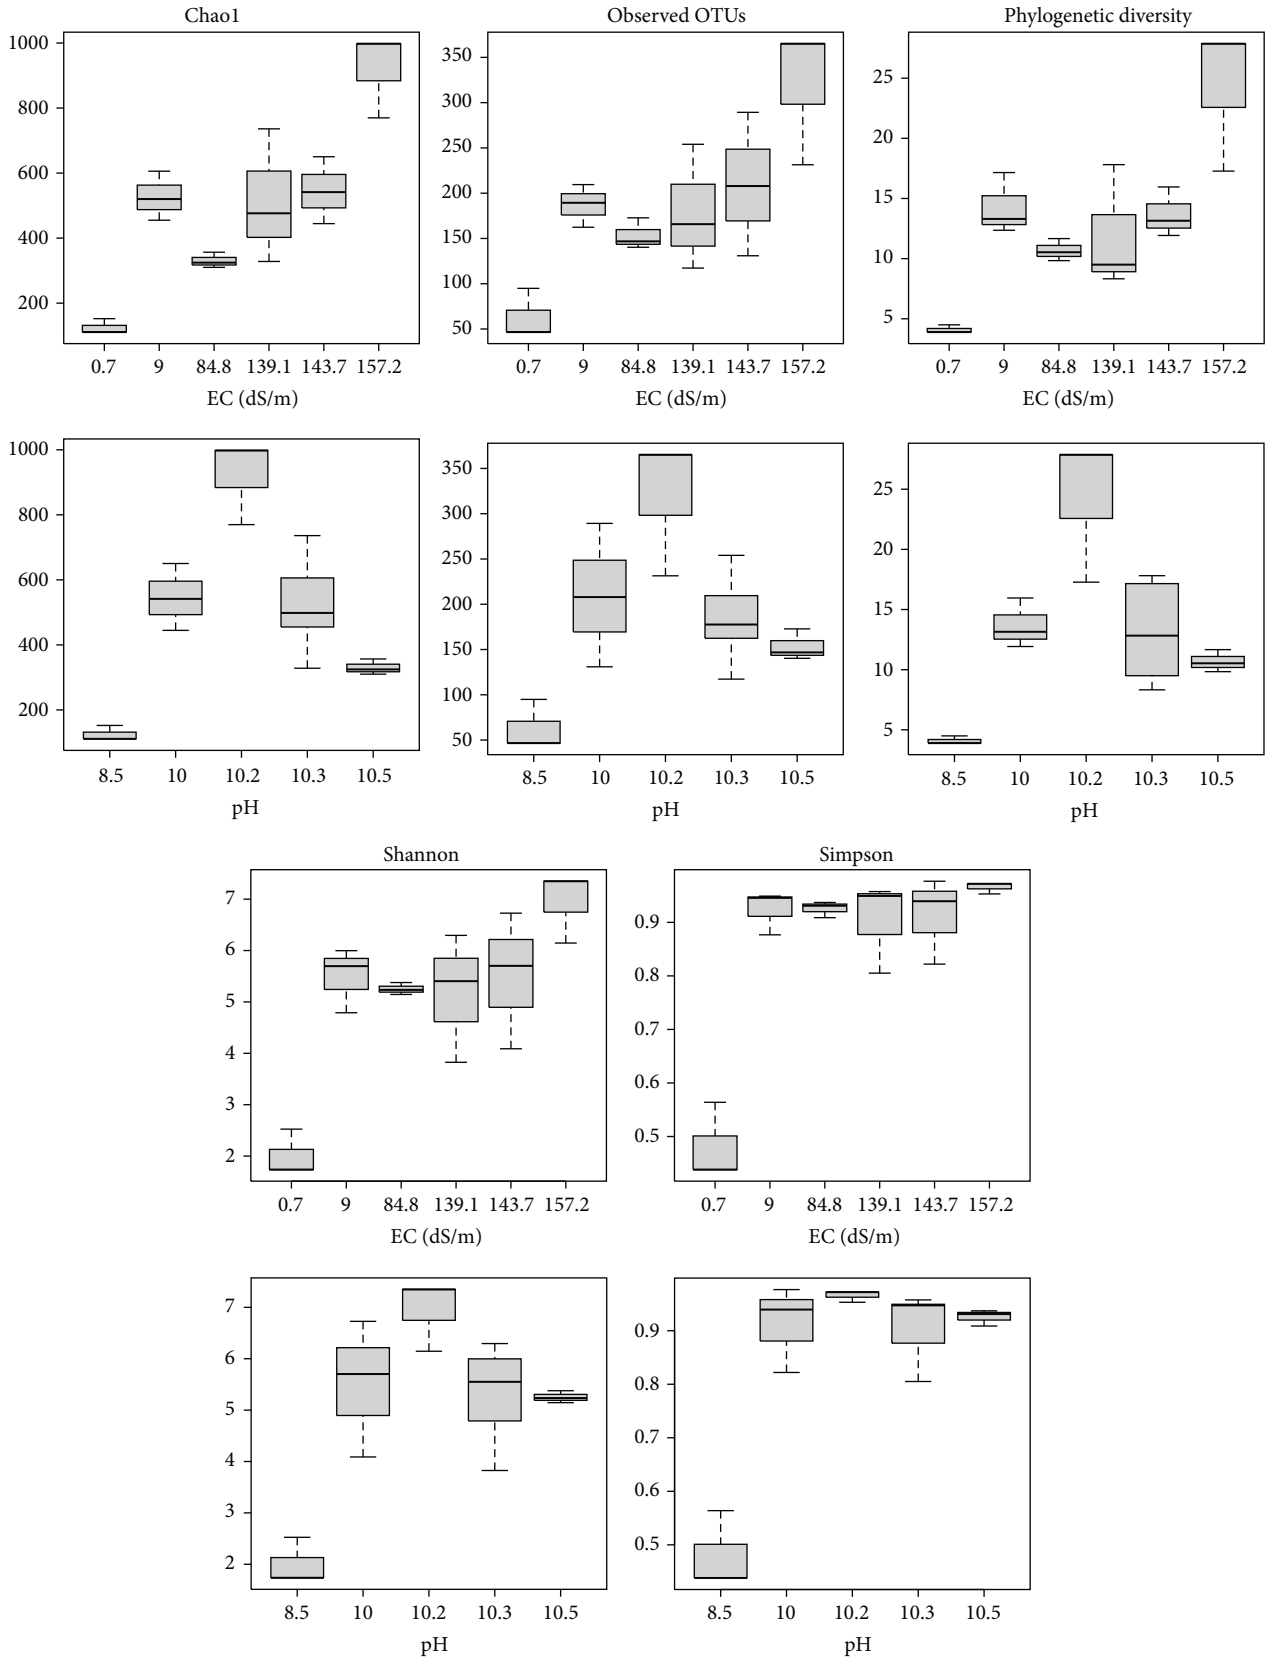 Chao1
Observed OTUs
Phylogenetic diversity
1000
800
600
400
200
0.7 9 84.8 139.1 143.7 157.2
EC (dS/m)
350
300
250
200
150
100
50
0.7 9 84.8 139.1 143.7 157.2
EC (dS/m)
25
20
15
10
5
0.7 9 84.8 139.1 143.7 157.2
EC (dS/m)
1000
800
600
400
200
8.5 10 10.2 10.3 10.5
pH
350
300
250
200
150
100
50
8.5 10 10.2 10.3 10.5
pH
25
20
15
10
5
8.5 10 10.2 10.3 10.5
pH
Shannon
Simpson
7
6
5
4
3
2
0.7 9 84.8 139.1 143.7 157.2
EC (dS/m)
0.9
0.8
0.7
0.6
0.5
0.7 9 84.8 139.1 143.7 157.2
EC (dS/m)
7
6
5
4
3
2
8.5 10 10.2 10.3 10.5
pH
0.9
0.8
0.7
0.6
0.5
8.5 10 10.2 10.3 10.5
pH